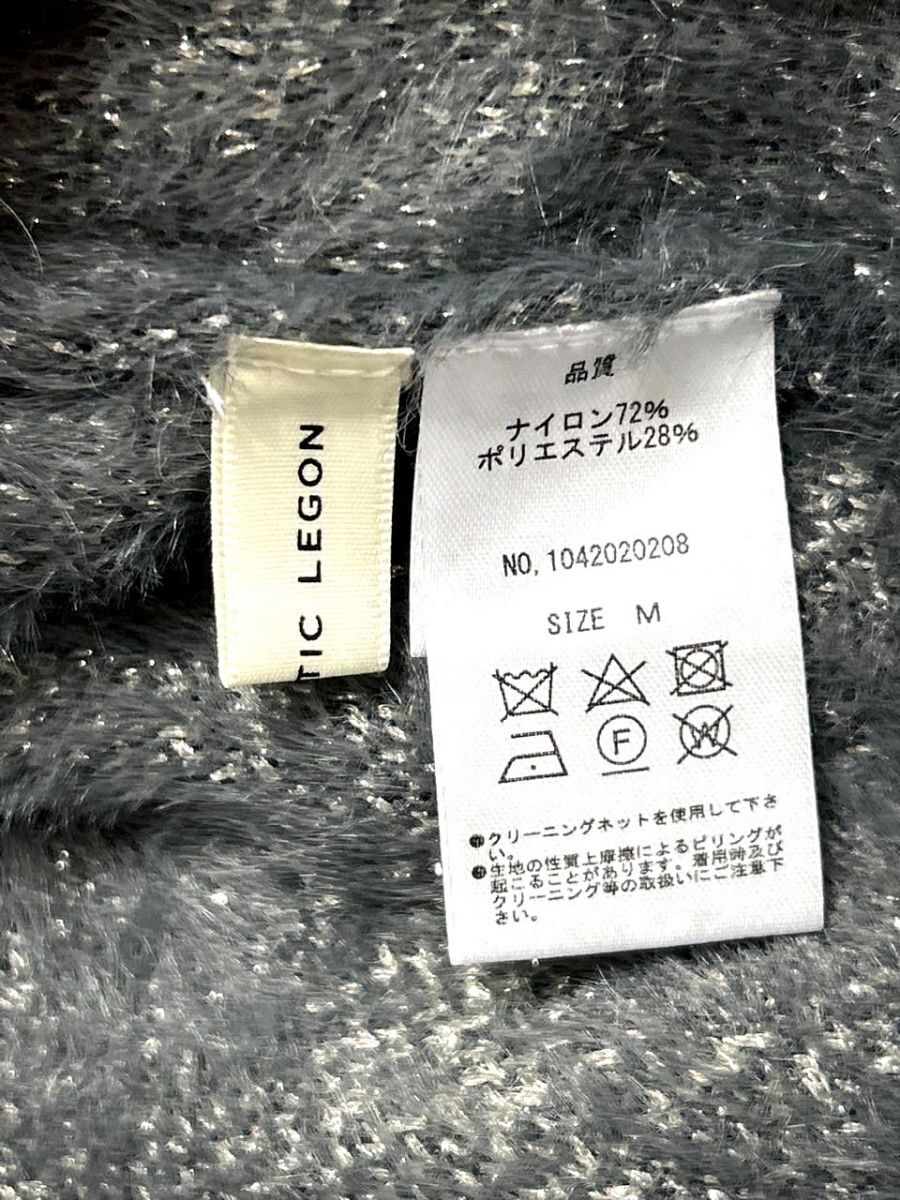 TIC LEGON
品質
ナイロン72%
ポリエステル28%
NO,1042020208
SIZE M
F
W
●クリーニングネットを使用して下さ
い。
●生地の性質上摩擦によるピリングが
起こることがあります。着用時及び
クリーニング等の取扱いにご注意下
さい。